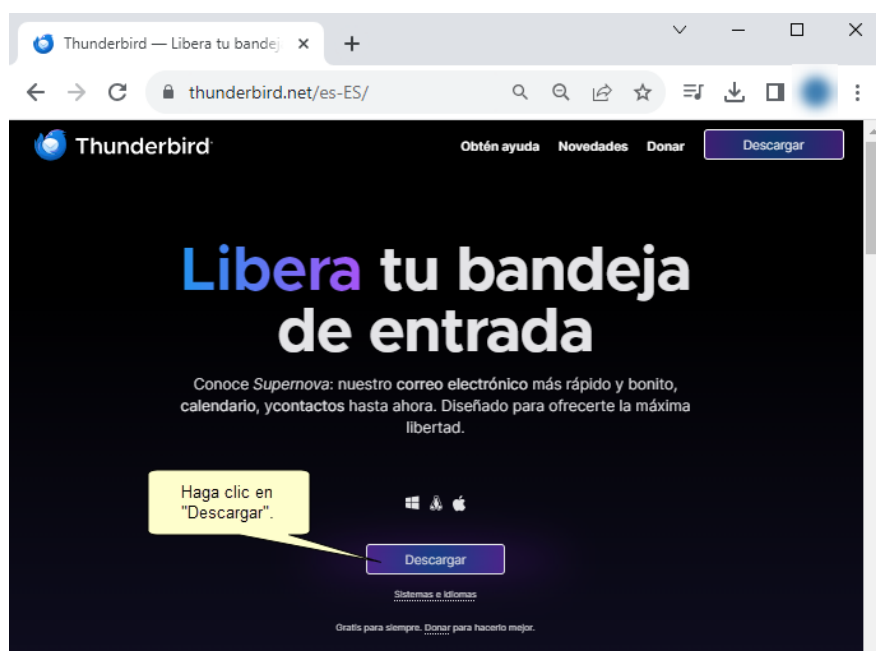 Thunderbird — Libera tu bandej
thunderbird.net/es-ES/
Thunderbird
Obtén ayuda Novedades Donar Descargar
Libera tu bandeja
de entrada
Conoce Supernova: nuestro correo electrónico más rápido y bonito,
calendario, ycontactos hasta ahora. Diseñado para ofrecerte la máxima
libertad.
Haga clic en
"Descargar".
Descargar
Sistemas e idiomas
Gratis para siempre. Donar para hacerlo mejor.